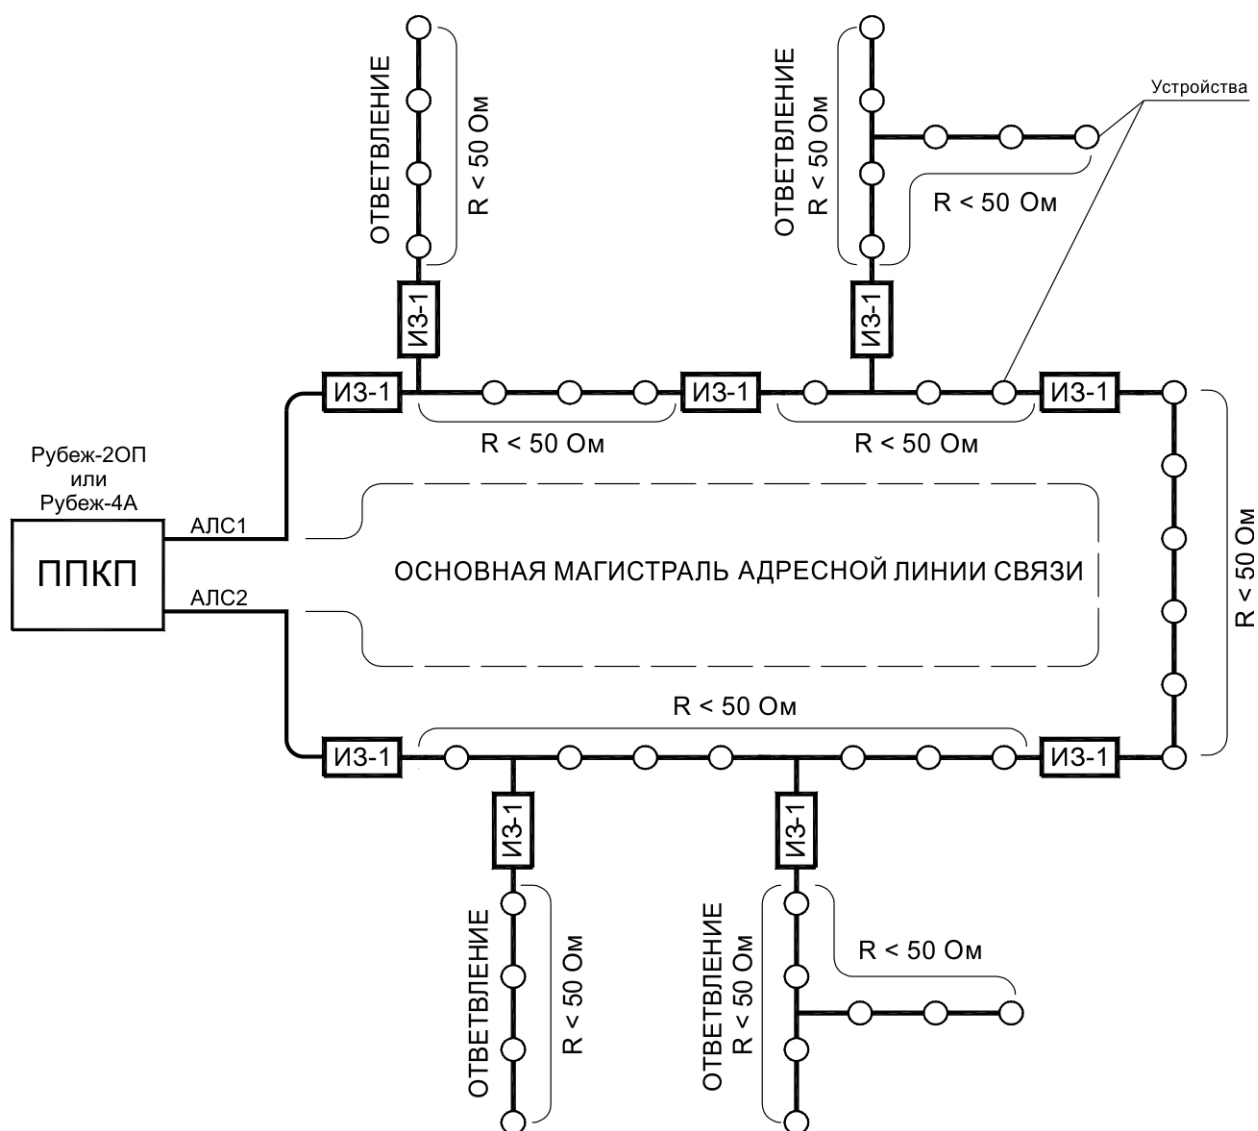 ОТВЕТВЛЕНИЕ
R < 50 Ом
ОТВЕТВЛЕНИЕ
R < 50 Ом
Устройства
R < 50 Ом
ИЗ-1
ИЗ-1
ИЗ-1
ИЗ-1
ИЗ-1
R < 50 Ом
R < 50 Ом
Рубеж-2ОП
или
Рубеж-4А
ППКП
АЛС1
АЛС2
ОСНОВНАЯ МАГИСТРАЛЬ АДРЕСНОЙ ЛИНИИ СВЯЗИ
R < 50 Ом
R < 50 Ом
ИЗ-1
ИЗ-1
ИЗ-1
ИЗ-1
ОТВЕТВЛЕНИЕ
R < 50 Ом
ОТВЕТВЛЕНИЕ
R < 50 Ом
R < 50 Ом